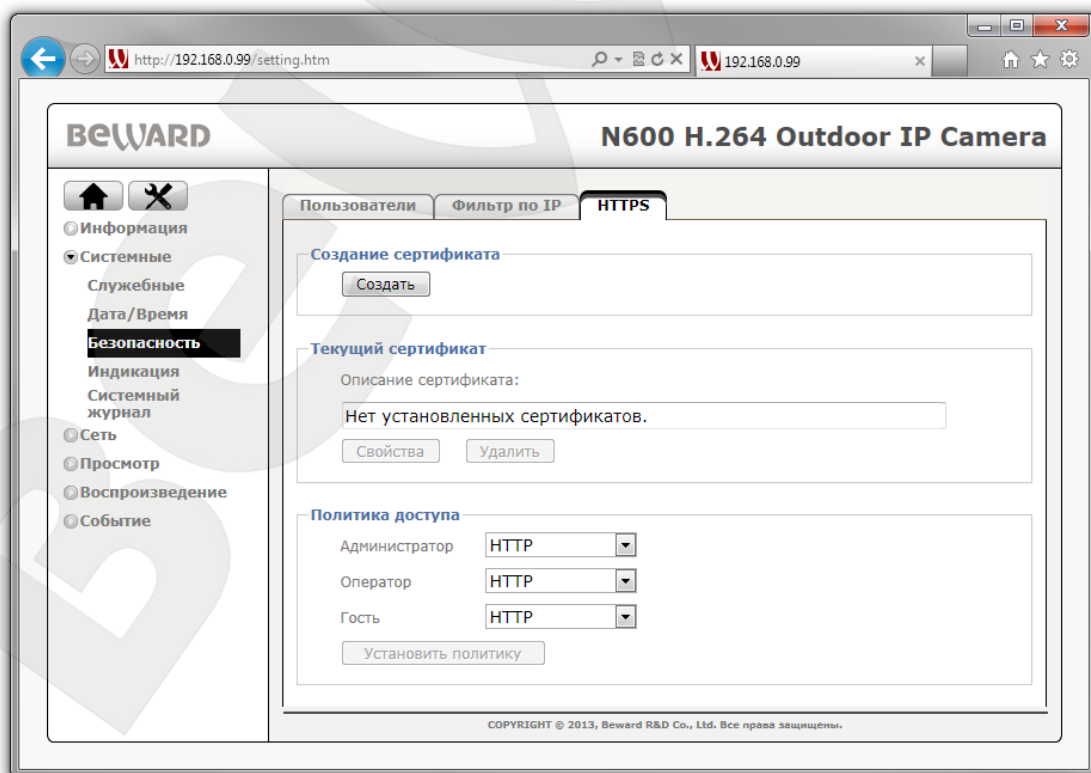 http://192.168.0.99/setting.htm
192.168.0.99
BEWARD
N600 H.264 Outdoor IP Camera
Информация
Системные
Служебные
Дата/Время
Безопасность
Индикация
Системный
журнал
Сеть
Просмотр
Воспроизведение
Событие
Пользователи
Фильтр по IP
HTTPS
Создание сертификата
Создать
Текущий сертификат
Описание сертификата:
Нет установленных сертификатов.
Свойства
Удалить
Политика доступа
Администратор HTTP
Оператор HTTP
Гость HTTP
Установить политику
COPYRIGHT © 2013, Beward R&D Co., Ltd. Все права защищены.